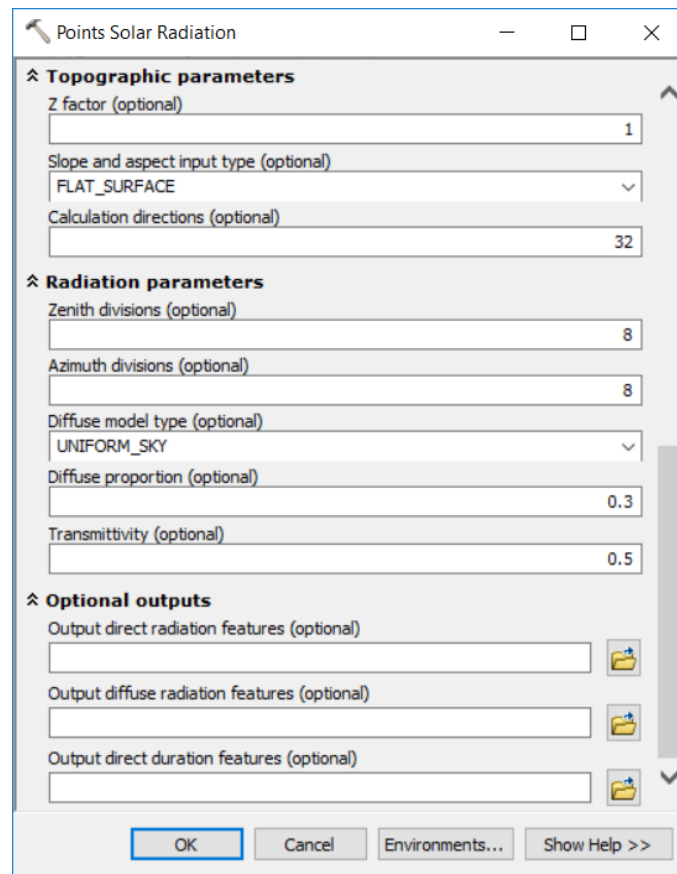 Points Solar Radiation
Topographic parameters
Z factor (optional)
1
Slope and aspect input type (optional)
FLAT_SURFACE
Calculation directions (optional)
32
Radiation parameters
Zenith divisions (optional)
8
Azimuth divisions (optional)
8
Diffuse model type (optional)
UNIFORM_SKY
Diffuse proportion (optional)
0.3
Transmittivity (optional)
0.5
Optional outputs
Output direct radiation features (optional)
Output diffuse radiation features (optional)
Output direct duration features (optional)
OK Cancel Environments... Show Help >>